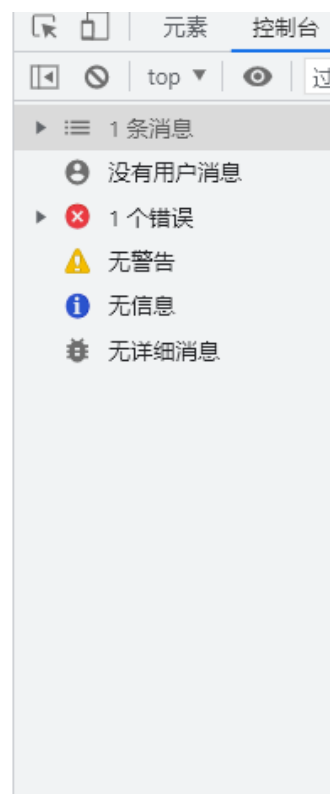 元素 控制台
top 过
1 条消息
没有用户消息
1 个错误
无警告
无信息
无详细消息